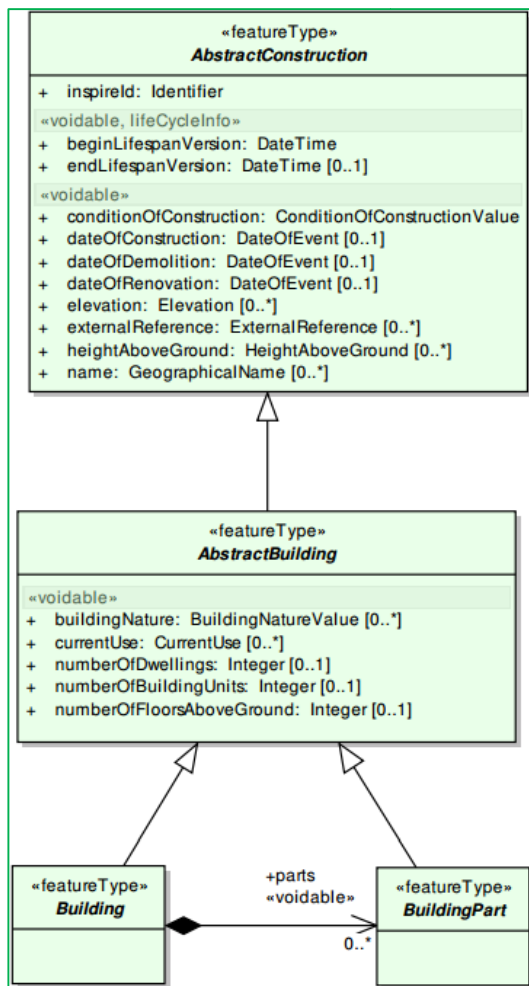 «featureType»
AbstractConstruction
+ inspireId: Identifier
«voidable, lifeCycleInfo»
+ beginLifespanVersion: DateTime
+ endLifespanVersion: DateTime [0..1]
«voidable»
+ conditionOfConstruction: ConditionOfConstructionValue
+ dateOfConstruction: DateOfEvent [0..1]
+ dateOfDemolition: DateOfEvent [0..1]
+ dateOfRenovation: DateOfEvent [0..1]
+ elevation: Elevation [0..*]
+ externalReference: ExternalReference [0..*]
+ heightAboveGround: HeightAboveGround [0..*]
+ name: GeographicalName [0..*]
«featureType»
AbstractBuilding
«voidable»
+ buildingNature: BuildingNatureValue [0..*]
+ currentUse: CurrentUse [0..*]
+ numberOfDwellings: Integer [0..1]
+ numberOfBuildingUnits: Integer [0..1]
+ numberOfFloorsAboveGround: Integer [0..1]
«featureType»
Building
+parts
«voidable»
0..*
«featureType»
BuildingPart